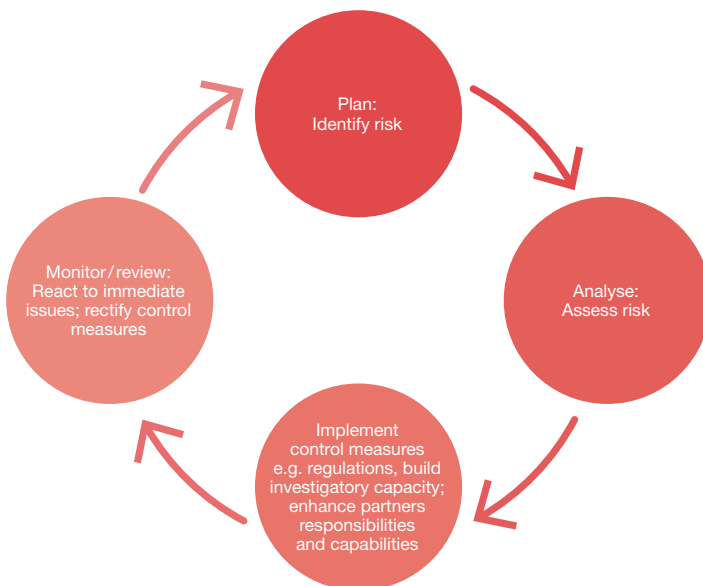 Plan:
Identify risk
Analyse:
Assess risk
Implement
control measures
e.g. regulations, build
investigatory capacity;
enhance partners
responsibilities
and capabilities
Monitor/review:
React to immediate
issues; rectify control
measures